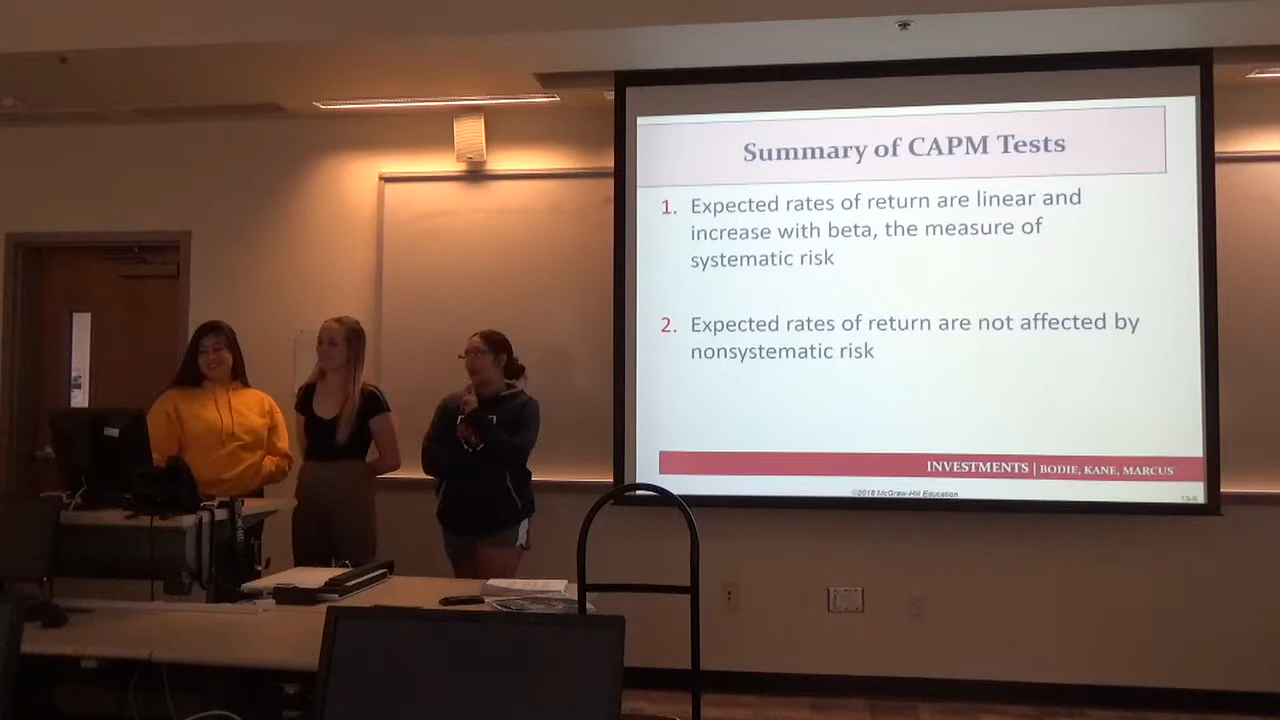 Summary of CAPM Tests
1. Expected rates of return are linear and
increase with beta, the measure of
systematic risk
2. Expected rates of return are not affected by
nonsystematic risk
INVESTMENTS | BODIE, KANE, MARCUS
©2018 McGraw-Hill Education